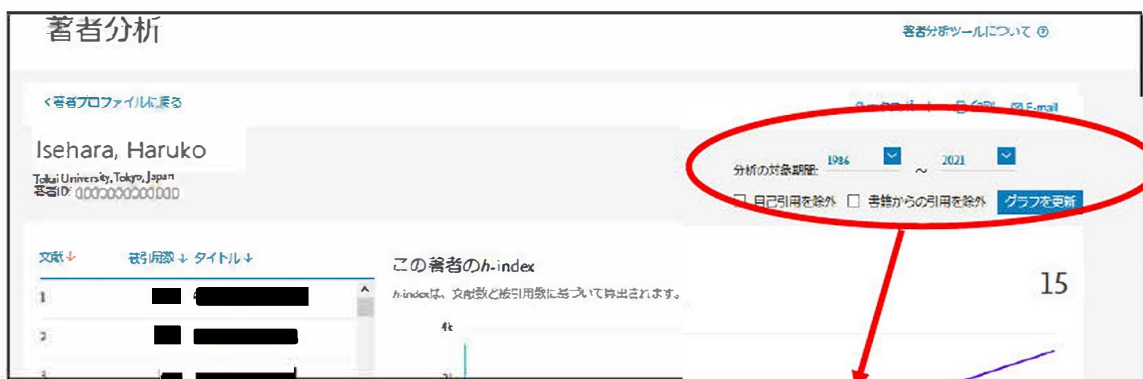 著者分析
著者分析ツールについて
<著者プロファイルに戻る
印刷 E-mail
Isehara, Haruko
Tokai University, Tokyo, Japan
著者ID:
分析の対象期間: 1986 ~ 2021
自己引用を除外 書籍からの引用を除外 グラフを更新
文献↓ 被引用数↓ タイトル↓
この著者のh-index
h-indexは、文献数と被引用数に基づいて算出されます。
15
1
2
3
4k